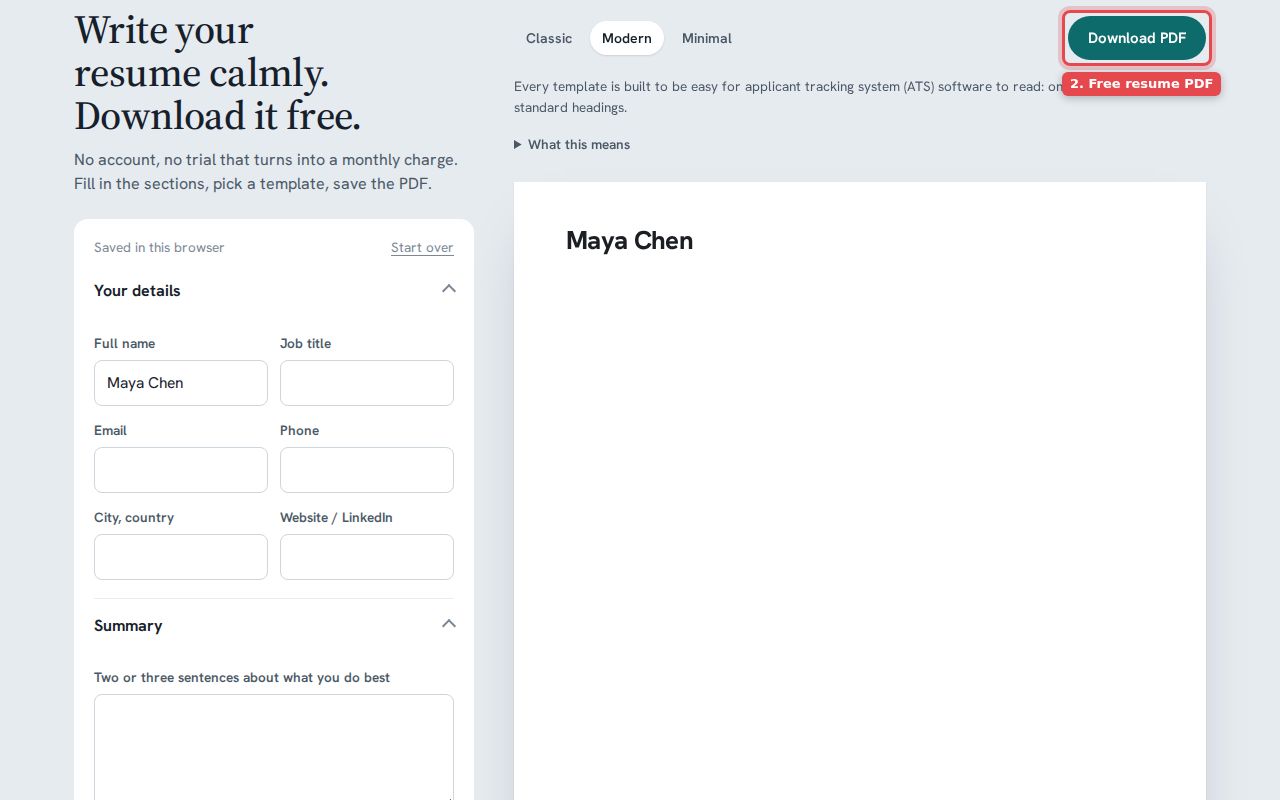 Write your
resume calmly.
Download it free.
No account, no trial that turns into a monthly charge.
Fill in the sections, pick a template, save the PDF.
Saved in this browser
Start over
Your details
Full name
Job title
Maya Chen
Email
Phone
City, country
Website / LinkedIn
Summary
Two or three sentences about what you do best
Classic
Modern
Minimal
Download PDF
2. Free resume PDF
Every template is built to be easy for applicant tracking system (ATS) software to read:
standard headings.
What this means
Maya Chen